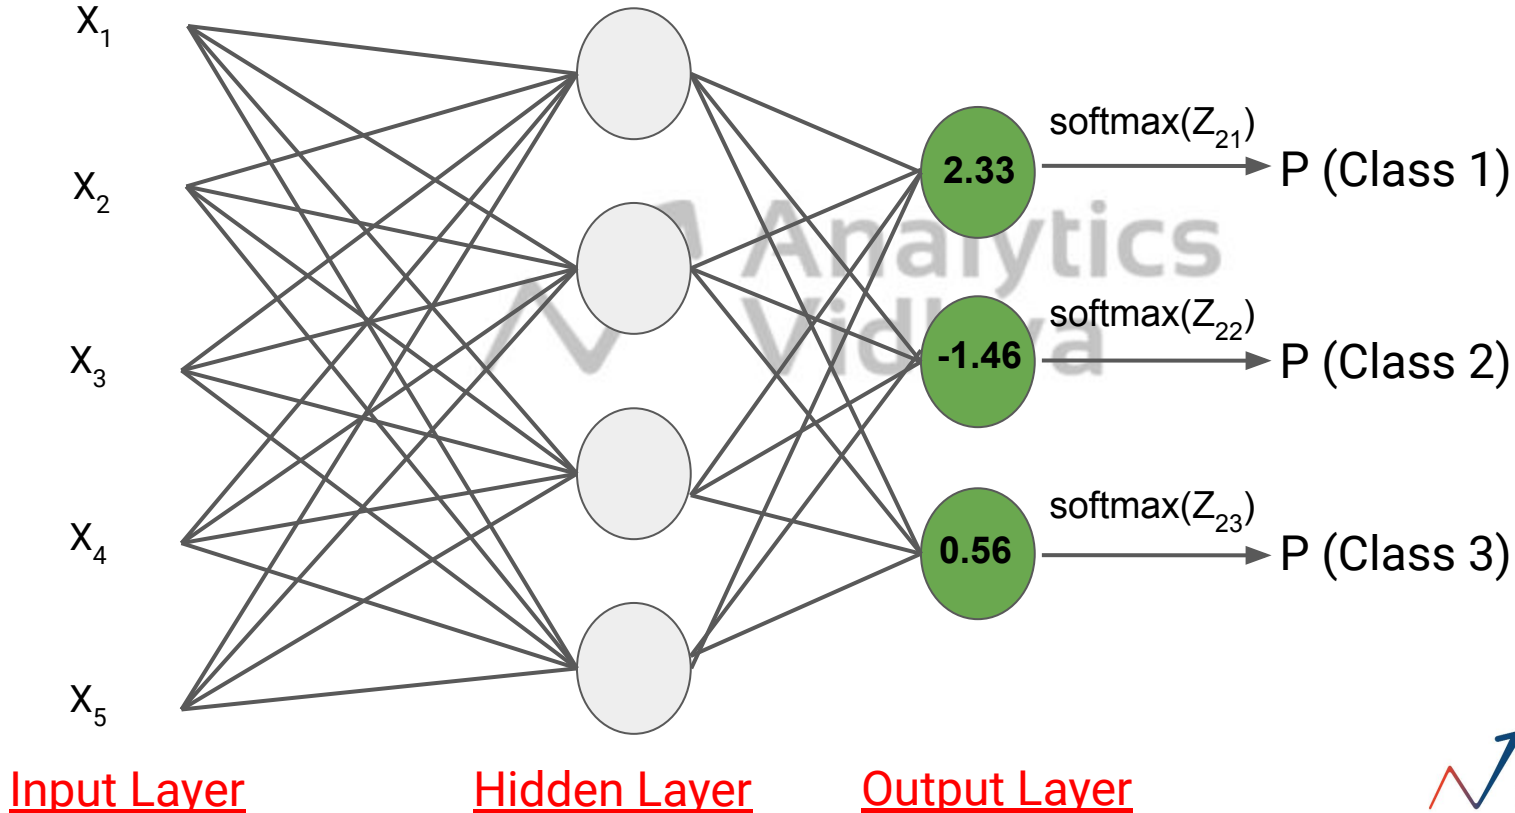 X1
X2
X3
X4
X5
2.33
-1.46
0.56
softmax(Z21)
P (Class 1)
softmax(Z22)
P (Class 2)
softmax(Z23)
P (Class 3)
Analytics
Vidhya
Input Layer
Hidden Layer
Output Layer